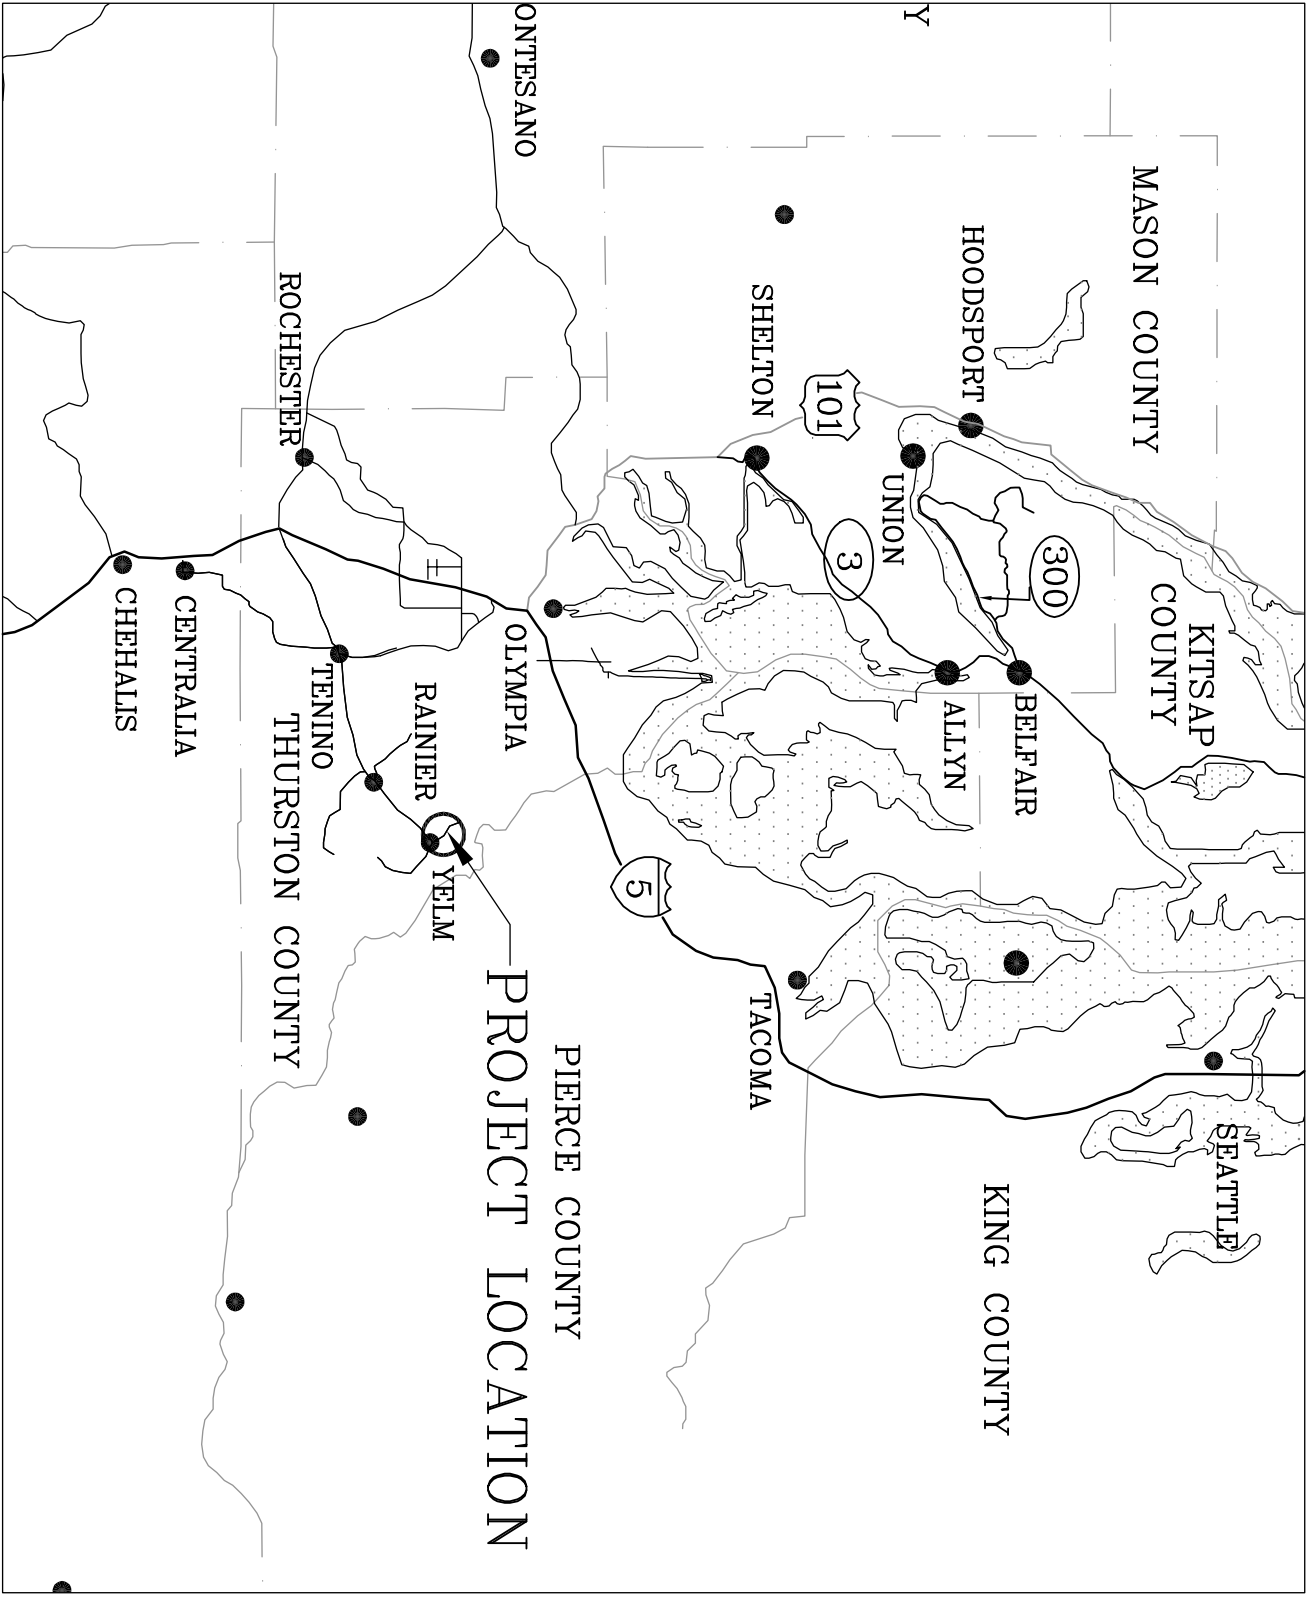 MASON COUNTY
Y
HOODSPORT
101
SHELTON
UNION
300
3
KITSAP
COUNTY
BELFAIR
ALLYN
ONTESANO
ROCHESTER
OLYMPIA
CHEHALIS
CENTRALIA
TENINO
RAINIER
YELM
THURSTON COUNTY
5
TACOMA
SEATTLE
KING COUNTY
PIERCE COUNTY
PROJECT LOCATION